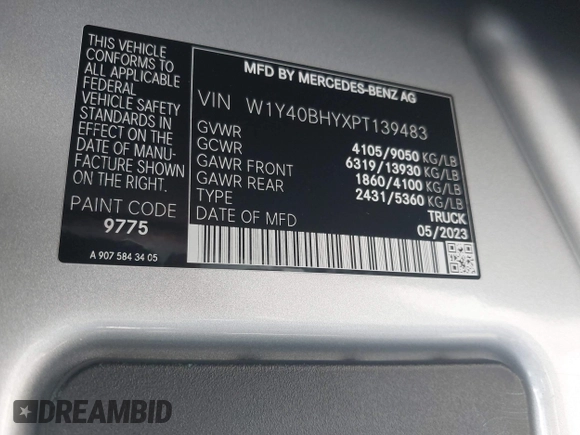 THIS VEHICLE
CONFORMS TO
ALL APPLICABLE
FEDERAL
VEHICLE SAFETY
STANDARDS IN
EFFECT ON THE
DATE OF MANU-
FACTURE SHOWN
ON THE RIGHT.
PAINT CODE
9775
A 907 584 34 05
MFD BY MERCEDES-BENZ AG
VIN W1Y40BHYXPT139483
GVWR 4105/9050 KG/LB
GCWR 6319/13930 KG/LB
GAWR FRONT 1860/4100 KG/LB
GAWR REAR 2431/5360 KG/LB
TYPE TRUCK
DATE OF MFD 05/2023
DREAMBID